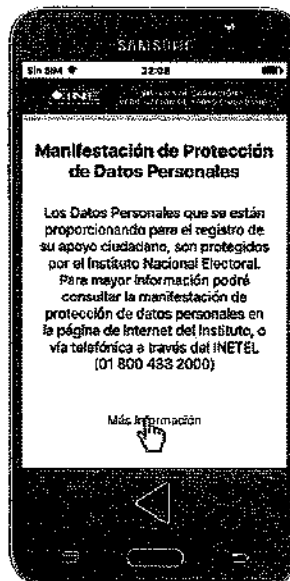 SAMSUNG
Sin SIM 22:08
INE
Manifestación de Protección
de Datos Personales
Los Datos Personales que se están
proporcionando para el registro de
su apoyo ciudadano, son protegidos
por el Instituto Nacional Electoral.
Para mayor información podrá
consultar la manifestación de
protección de datos personales en
la página de Internet del Instituto, o
vía telefónica a través del INETEL
(01 800 433 2000)
Más Información